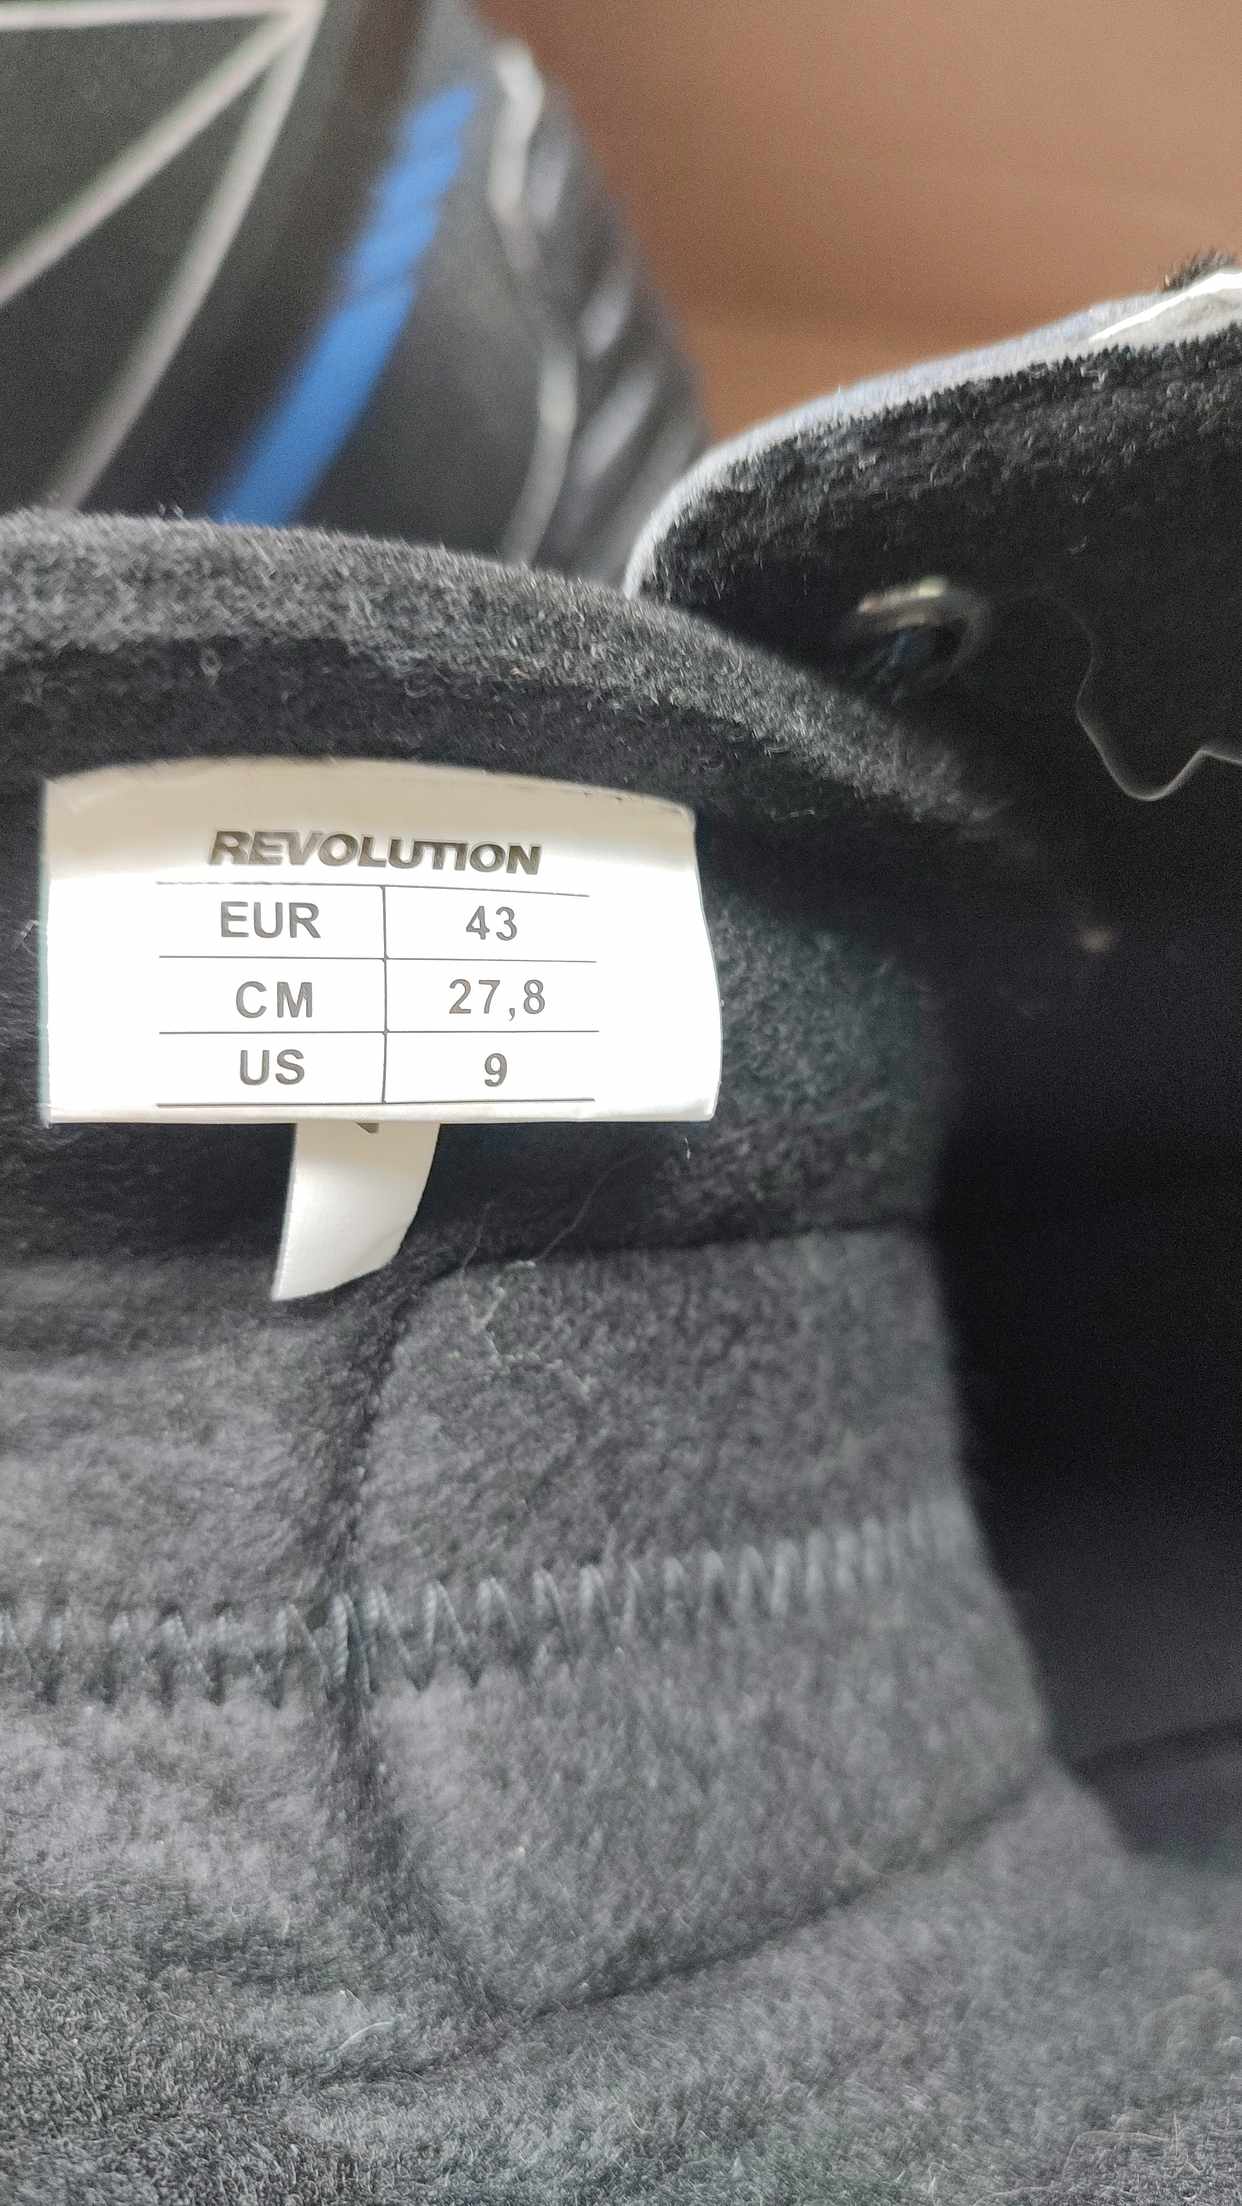 REVOLUTION
EUR 43
CM 27,8
US 9